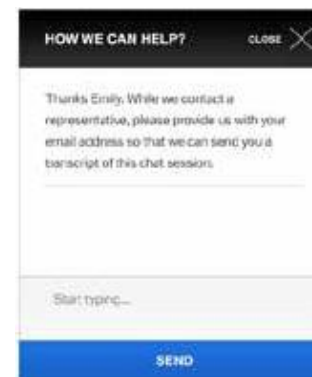 HOW WE CAN HELP?
CLOSE
Thanks Emily. While we contact a
representative, please provide us with your
email address so that we can send you a
transcript of this chat session.
Start typing...
SEND